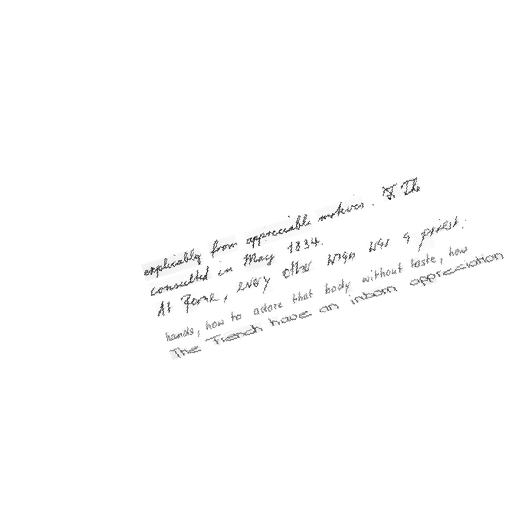 explicably from appreciable motives. The
consulted in May 1834.
At Rome, every other man was a priest:
hands, how to adore that body without taste, how
The French have an inborn appreciation